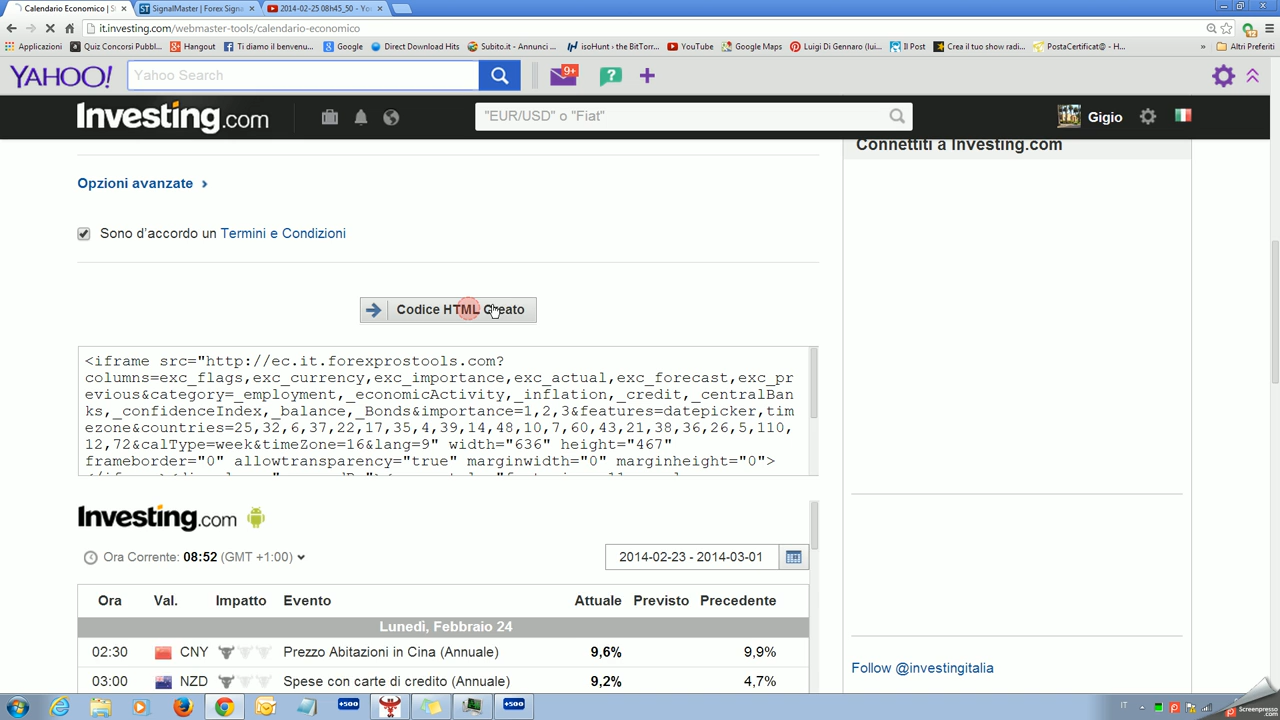 Calendario Economico | S
SignalMaster | Forex Signa
2014-02-25 08h45_50 - Yo
it.investing.com/webmaster-tools/calendario-economico
Applicazioni
Quiz Concorsi Pubbl...
Hangout
Ti diamo il benvenu...
Google
Direct Download Hits
Subito.it - Annunci ...
isoHunt › the BitTorr...
YouTube
Google Maps
Luigi Di Gennaro (lui...
Il Post
Crea il tuo show radi...
PostaCertificat@ - H...
»
Altri Preferiti
YAHOO!
Yahoo Search
9+
Investing.com
"EUR/USD" o "Fiat"
Gigio
Connettiti a Investing.com
Opzioni avanzate ›
Sono d'accordo un Termini e Condizioni
Codice HTML Creato
<iframe src="http://ec.it.forexprostools.com?
columns=exc_flags,exc_currency,exc_importance,exc_actual,exc_forecast,exc_pr
evious&category=_employment,_economicActivity,_inflation,_credit,_centralBan
ks,_confidenceIndex,_balance,_Bonds&importance=1,2,3&features=datepicker,tim
ezone&countries=25,32,6,37,22,17,35,4,39,14,48,10,7,60,43,21,38,36,26,5,110,
12,72&calType=week&timeZone=16&lang=9" width="636" height="467"
frameborder="0" allowtransparency="true" marginwidth="0" marginheight="0">
Investing.com
Ora Corrente: 08:52 (GMT +1:00)
2014-02-23 - 2014-03-01
Ora Val. Impatto Evento Attuale Previsto Precedente
Lunedì, Febbraio 24
02:30 CNY Prezzo Abitazioni in Cina (Annuale) 9,6% 9,9%
03:00 NZD Spese con carte di credito (Annuale) 9,2% 4,7%
Follow @investingitalia
+500
+500
IT
Screenpresso
.com